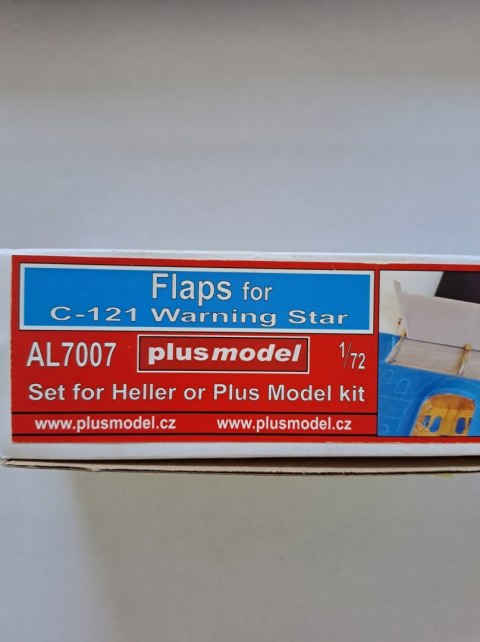 Flaps for
C-121 Warning Star
AL7007 plusmodel 1/72
Set for Heller or Plus Model kit
www.plusmodel.cz www.plusmodel.cz